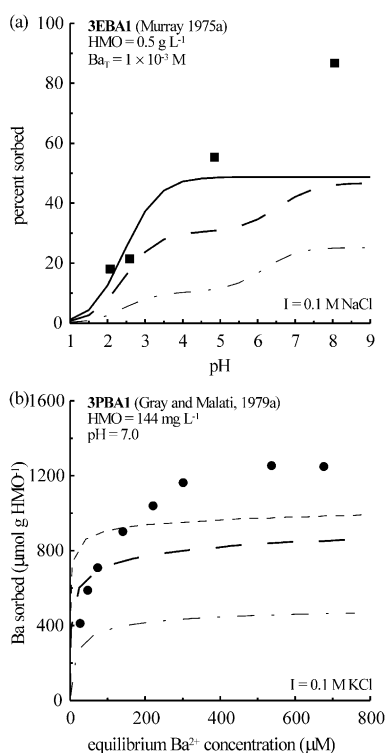 (a)
3EBA1 (Murray 1975a)
HMO = 0.5 g L⁻¹
Ba_T = 1 × 10⁻³ M
100
80
60
40
20
0
percent sorbed
I = 0.1 M NaCl
1 2 3 4 5 6 7 8 9
pH
(b)
3PBA1 (Gray and Malati, 1979a)
HMO = 144 mg L⁻¹
pH = 7.0
1600
1200
800
400
0
Ba sorbed (μmol g HMO⁻¹)
I = 0.1 M KCl
0 200 400 600 800
equilibrium Ba²⁺ concentration (μM)